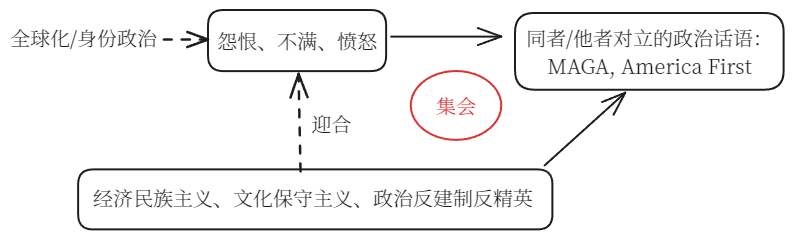 全球化/身份政治
怨恨、不满、愤怒
同者/他者对立的政治话语：
MAGA, America First
集会
迎合
经济民族主义、文化保守主义、政治反建制反精英